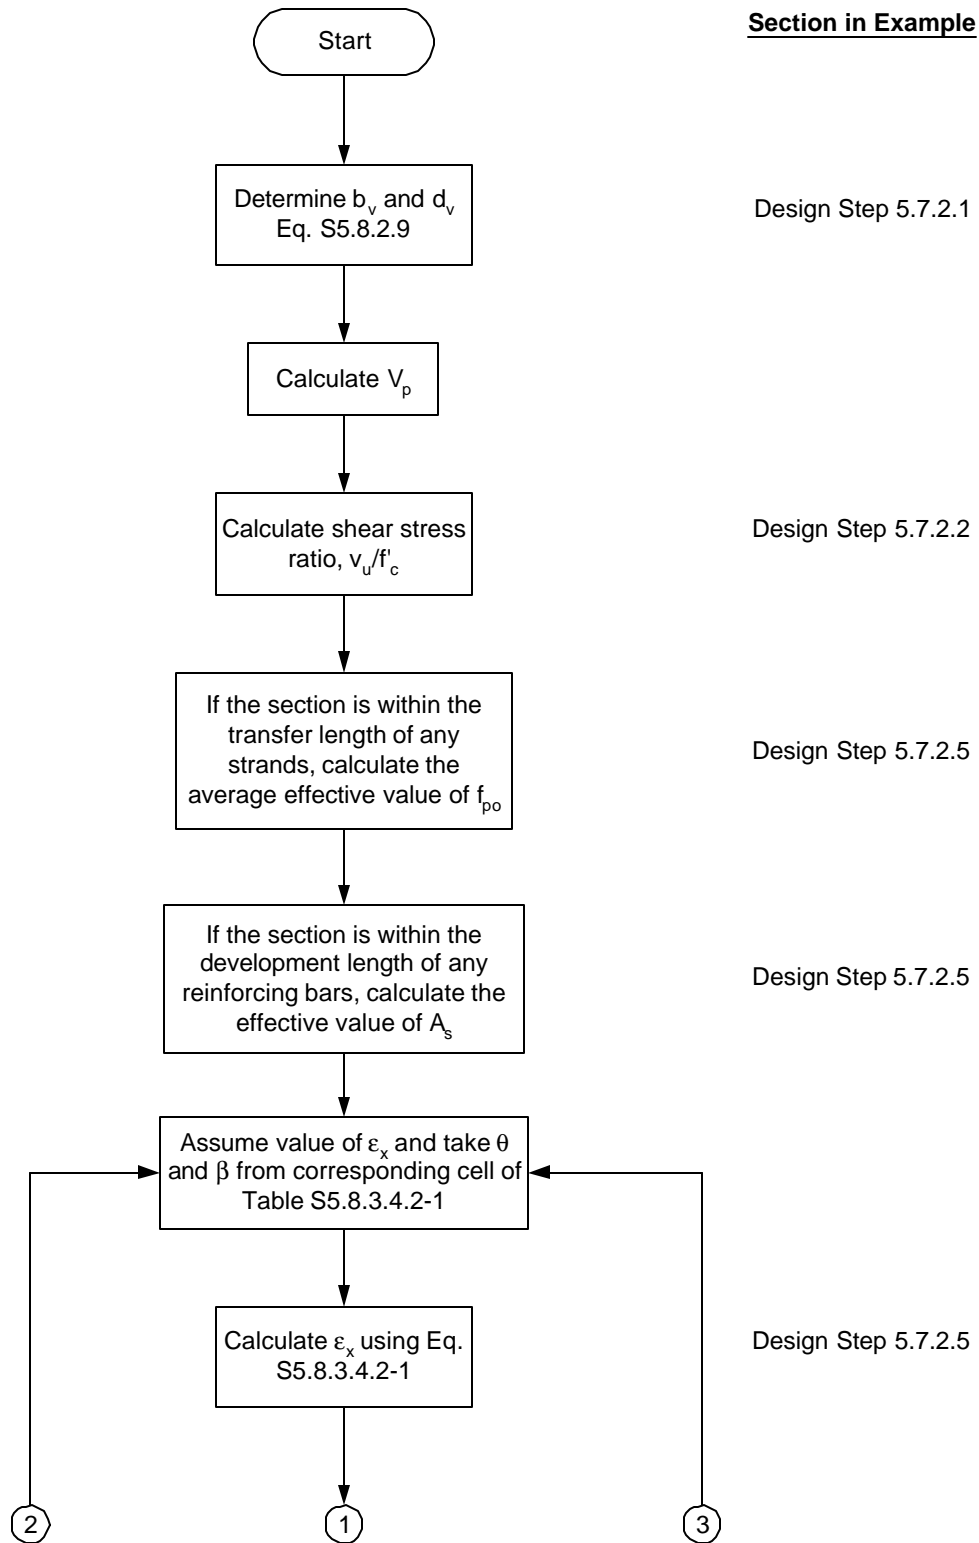 Section in Example
Start
Determine b_v and d_v
Eq. S5.8.2.9
Design Step 5.7.2.1
Calculate V_p
Calculate shear stress
ratio, v_u/f'_c
Design Step 5.7.2.2
If the section is within the
transfer length of any
strands, calculate the
average effective value of f_po
Design Step 5.7.2.5
If the section is within the
development length of any
reinforcing bars, calculate the
effective value of A_s
Design Step 5.7.2.5
Assume value of ε_x and take θ
and β from corresponding cell of
Table S5.8.3.4.2-1
Calculate ε_x using Eq.
S5.8.3.4.2-1
Design Step 5.7.2.5
2
1
3